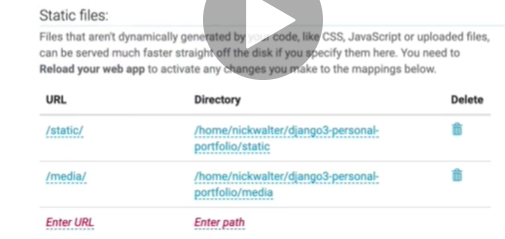 Static files:
Files that aren't dynamically generated by your code, like CSS, JavaScript or uploaded files,
can be served much faster straight off the disk if you specify them here. You need to
Reload your web app to activate any changes you make to the mappings below.
URL Directory Delete
/static/ /home/nickwalter/django3-personal-
portfolio/static
/media/ /home/nickwalter/django3-personal-
portfolio/media
Enter URL Enter path